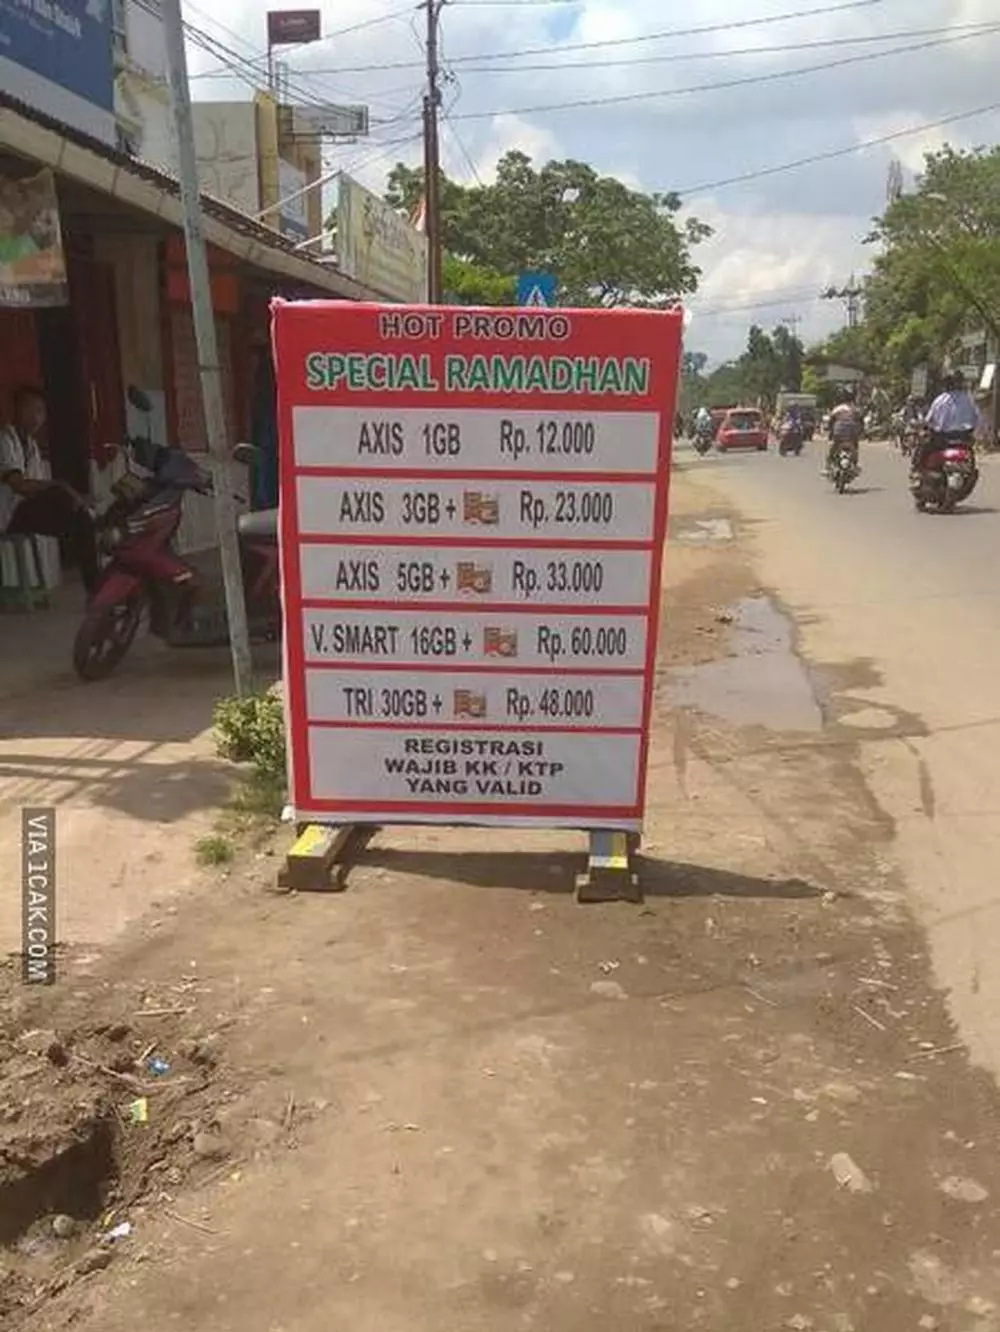 HOT PROMO
SPECIAL RAMADHAN
AXIS 1GB Rp. 12.000
AXIS 3GB + Rp. 23.000
AXIS 5GB + Rp. 33.000
V. SMART 16GB + Rp. 60.000
TRI 30GB + Rp. 48.000
REGISTRASI
WAJIB KK / KTP
YANG VALID
VIA 1CAK.COM